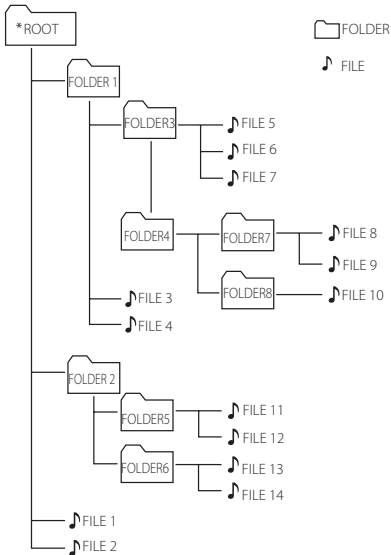 *ROOT
FOLDER
FILE
FOLDER 1
FOLDER3
FILE 5
FILE 6
FILE 7
FOLDER4
FOLDER7
FILE 8
FILE 9
FOLDER8
FILE 10
FILE 3
FILE 4
FOLDER 2
FOLDER5
FILE 11
FILE 12
FOLDER6
FILE 13
FILE 14
FILE 1
FILE 2